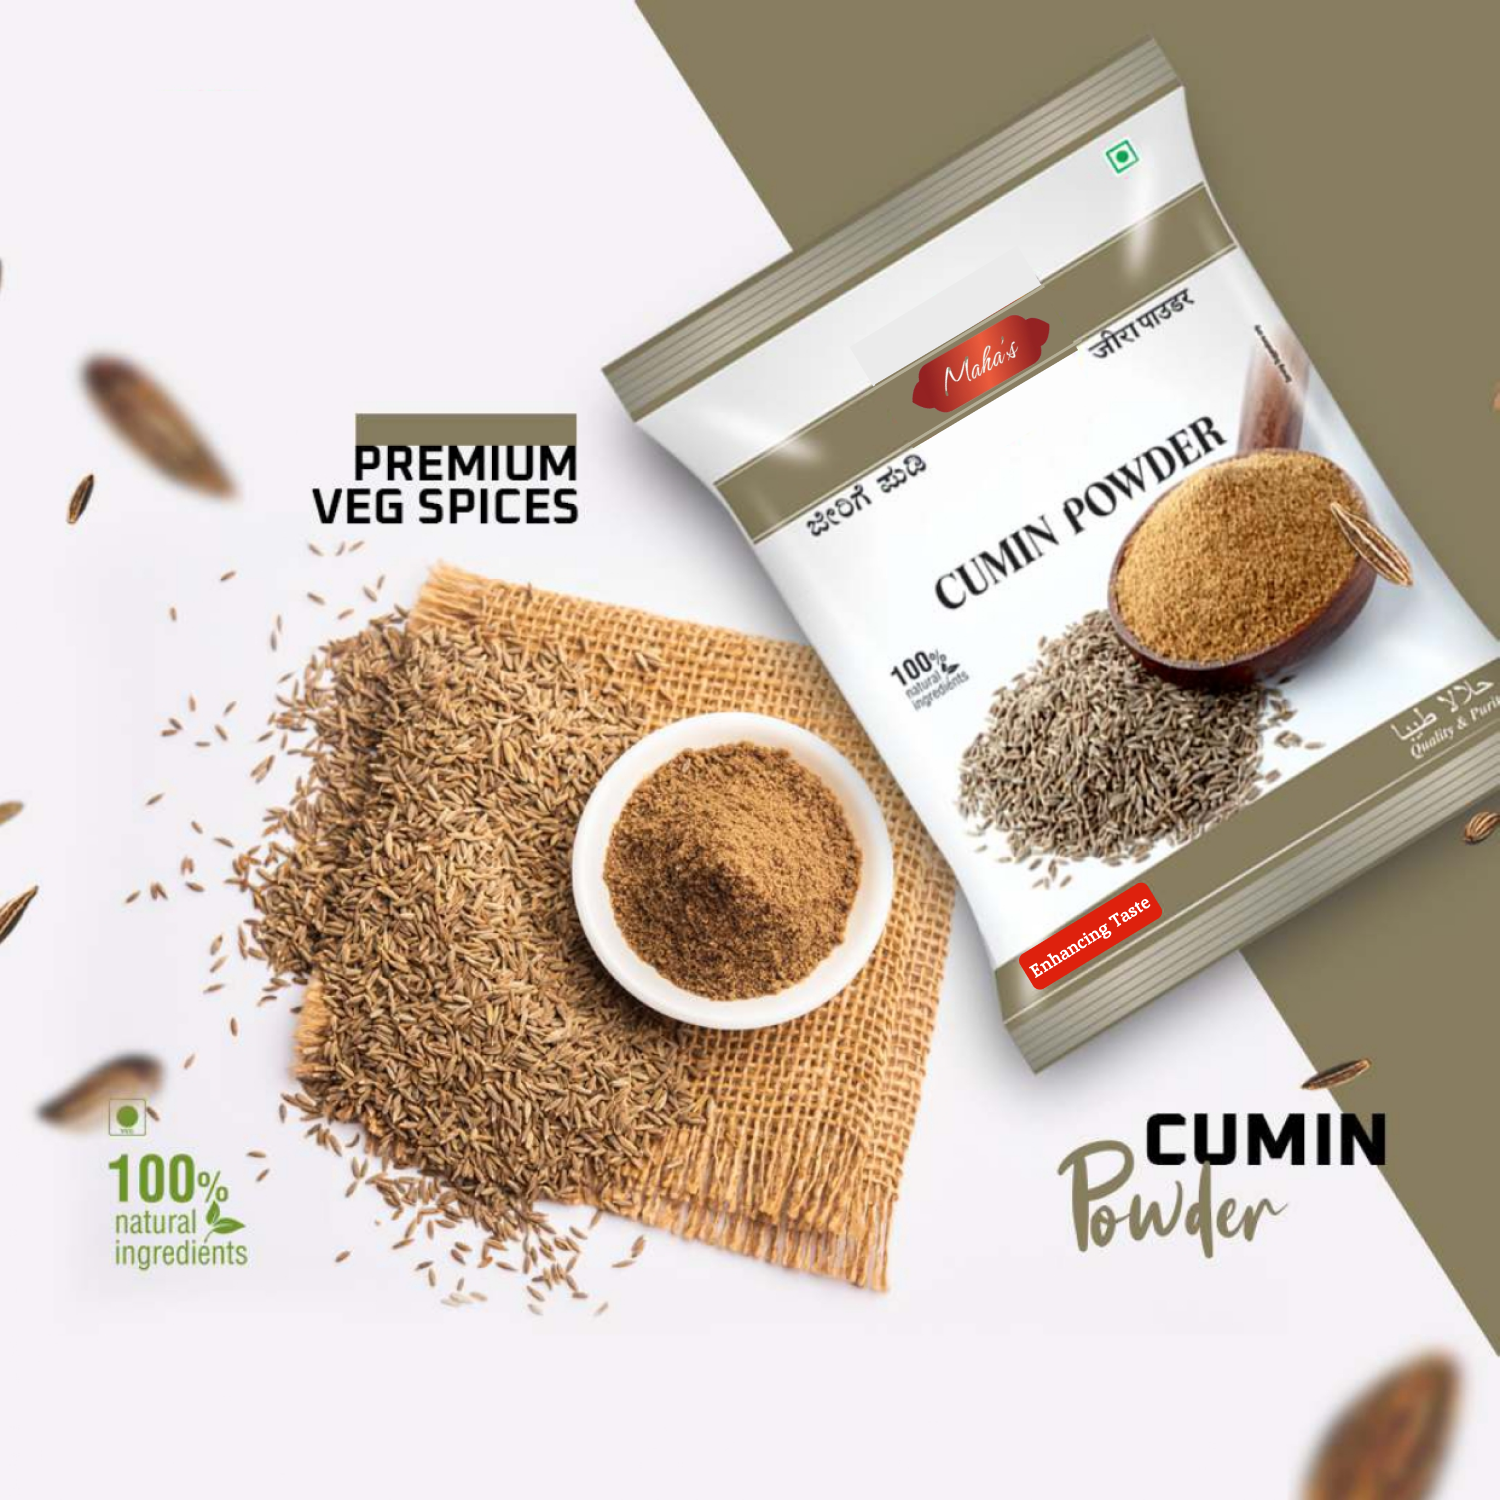 Maha's
जीरा पाउडर
ಜೀರಿಗೆ ಪುಡಿ
CUMIN POWDER
100%
natural
ingredients
حلالا طيبا
Quality & Purity
Enhancing Taste
PREMIUM
VEG SPICES
100%
natural
ingredients
CUMIN
Powder